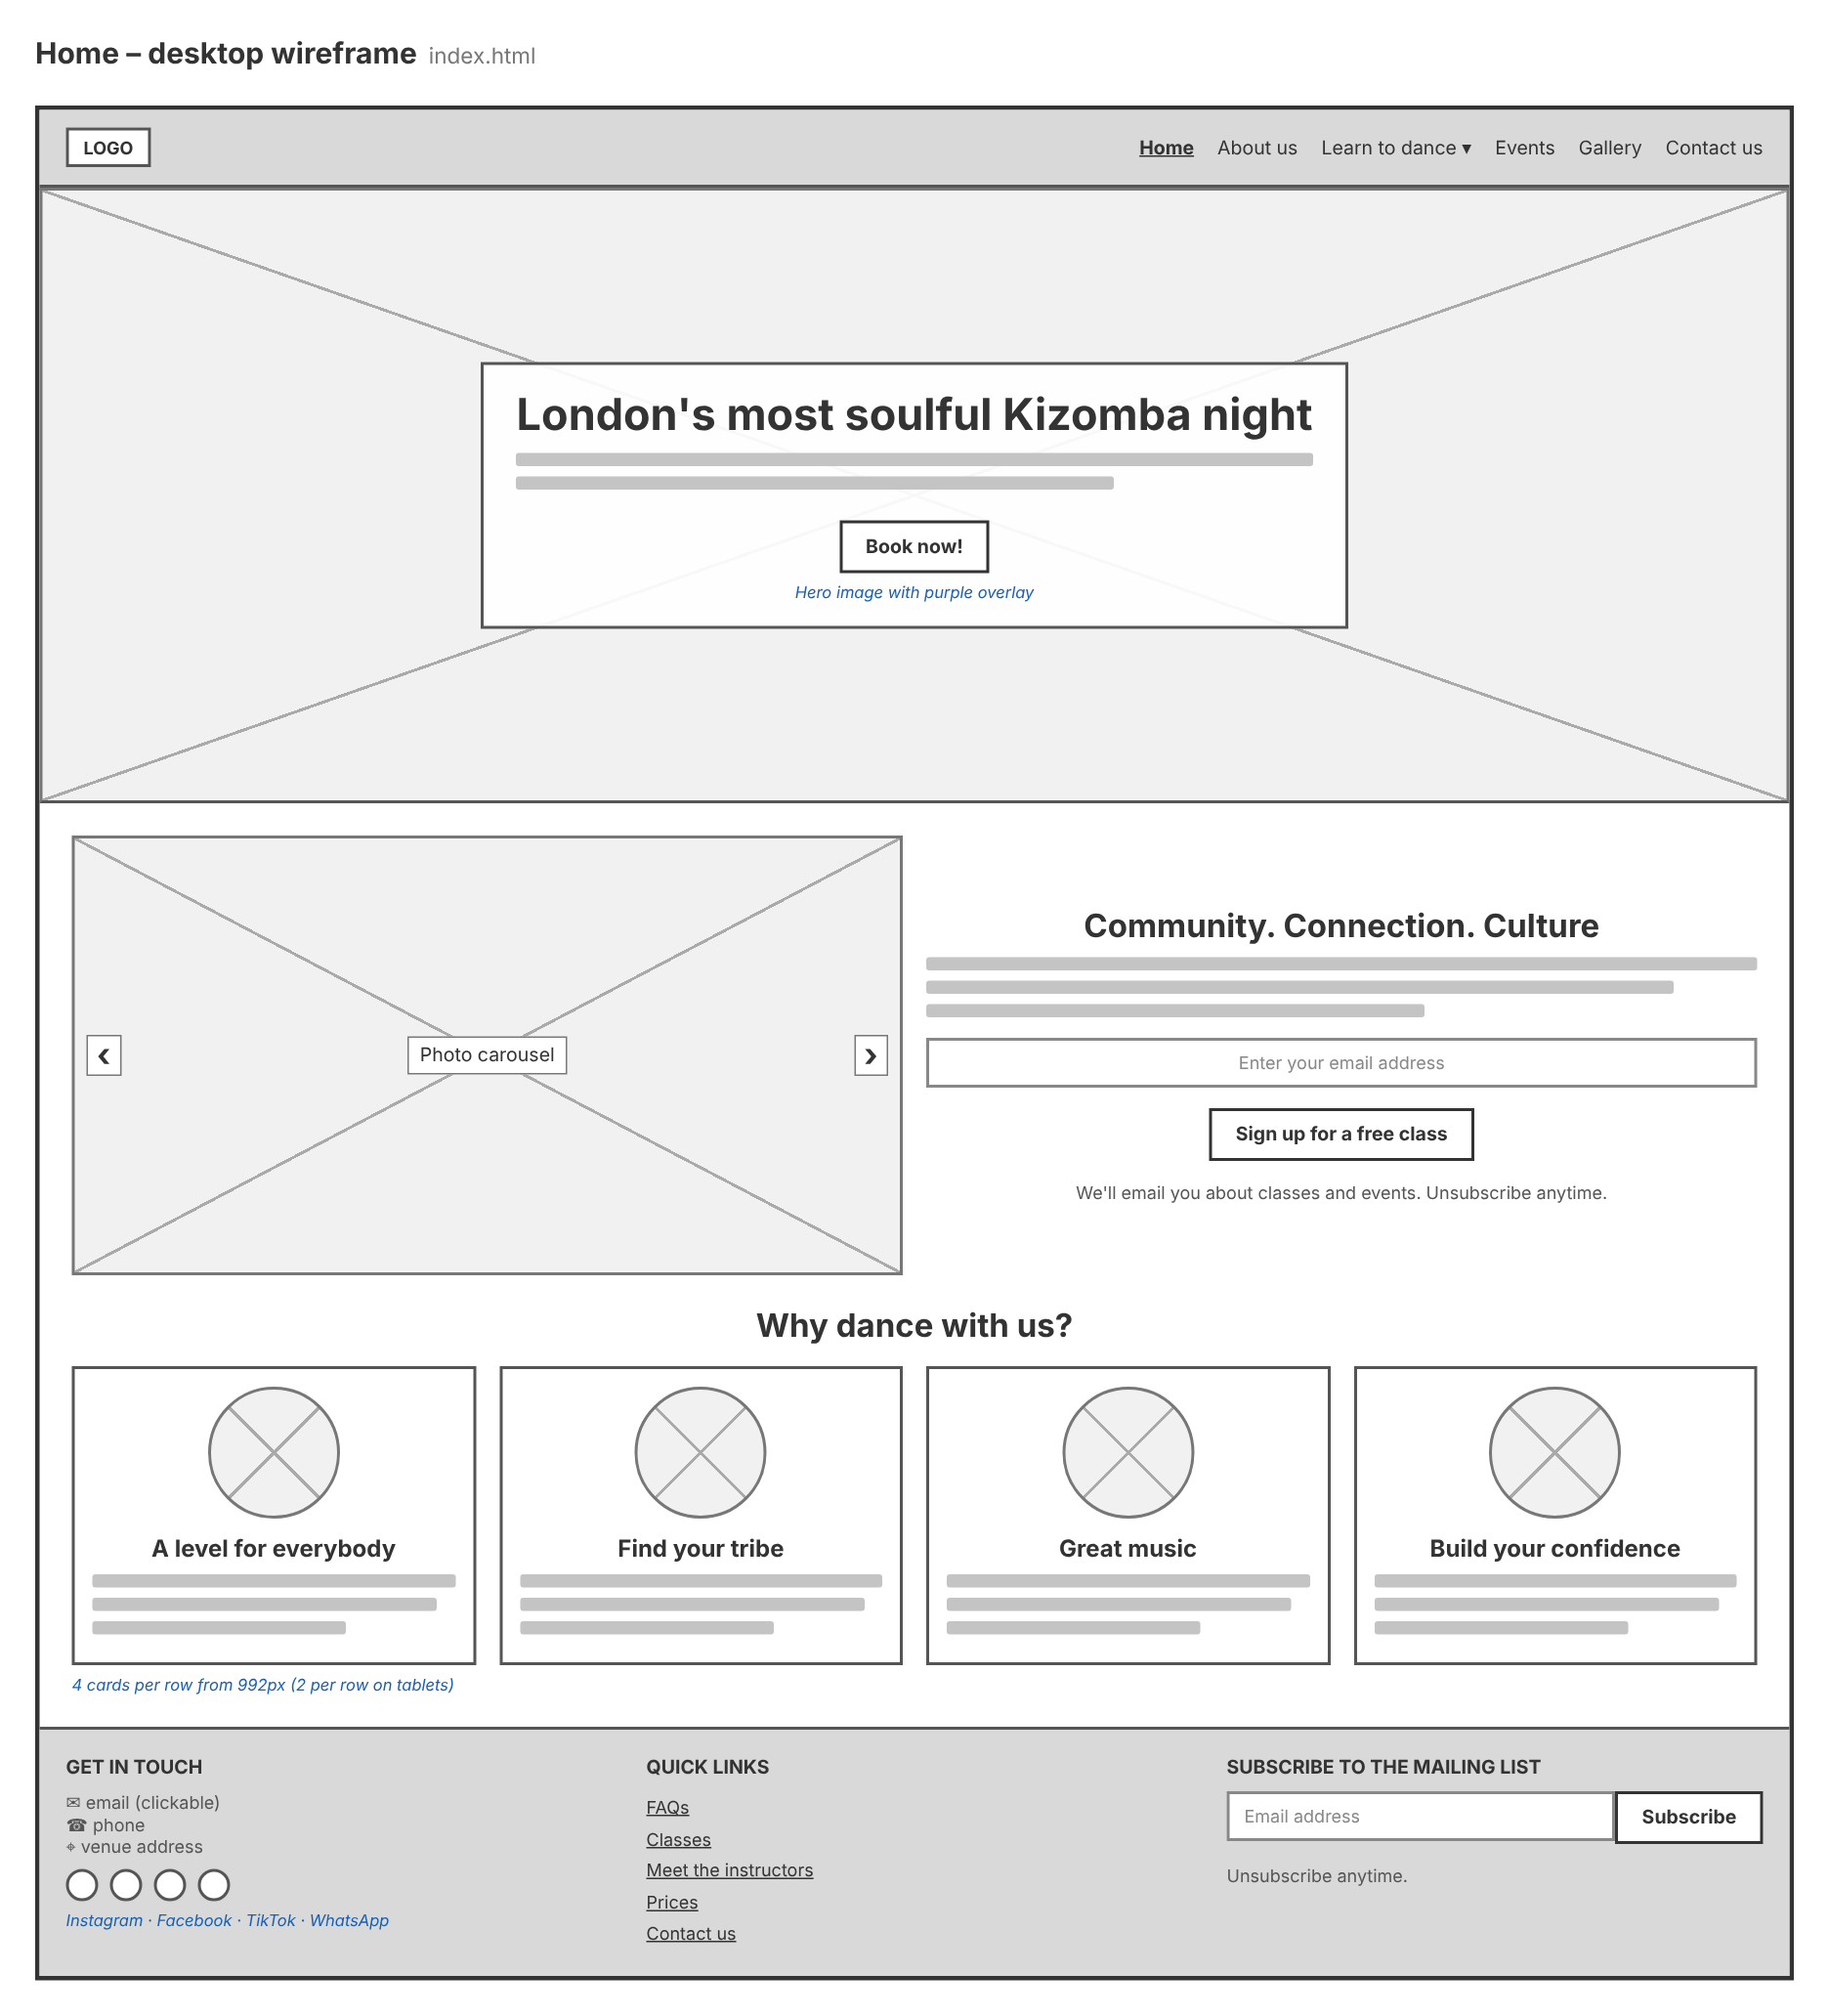 Home – desktop wireframe index.html
LOGO
Home About us Learn to dance ▾ Events Gallery Contact us
London's most soulful Kizomba night
Book now!
Hero image with purple overlay
Photo carousel
‹ ›
Community. Connection. Culture
Enter your email address
Sign up for a free class
We'll email you about classes and events. Unsubscribe anytime.
Why dance with us?
A level for everybody
Find your tribe
Great music
Build your confidence
4 cards per row from 992px (2 per row on tablets)
GET IN TOUCH
✉ email (clickable)
☎ phone
⌖ venue address
Instagram · Facebook · TikTok · WhatsApp
QUICK LINKS
FAQs
Classes
Meet the instructors
Prices
Contact us
SUBSCRIBE TO THE MAILING LIST
Email address
Subscribe
Unsubscribe anytime.